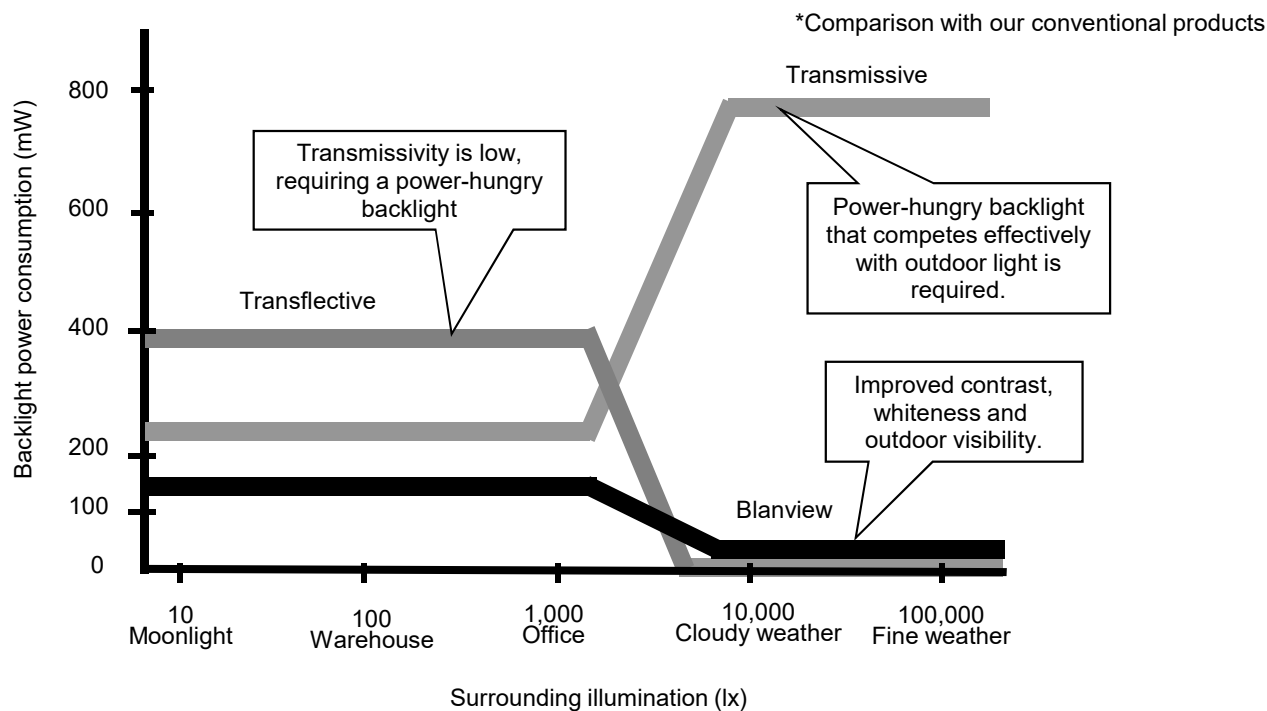 *Comparison with our conventional products
Transmissive
Backlight power consumption (mW)
800
600
400
200
100
0
Transmissivity is low,
requiring a power-hungry
backlight
Power-hungry backlight
that competes effectively
with outdoor light is
required.
Transflective
Improved contrast,
whiteness and
outdoor visibility.
Blanview
10
Moonlight
100
Warehouse
1,000
Office
10,000
Cloudy weather
100,000
Fine weather
Surrounding illumination (lx)